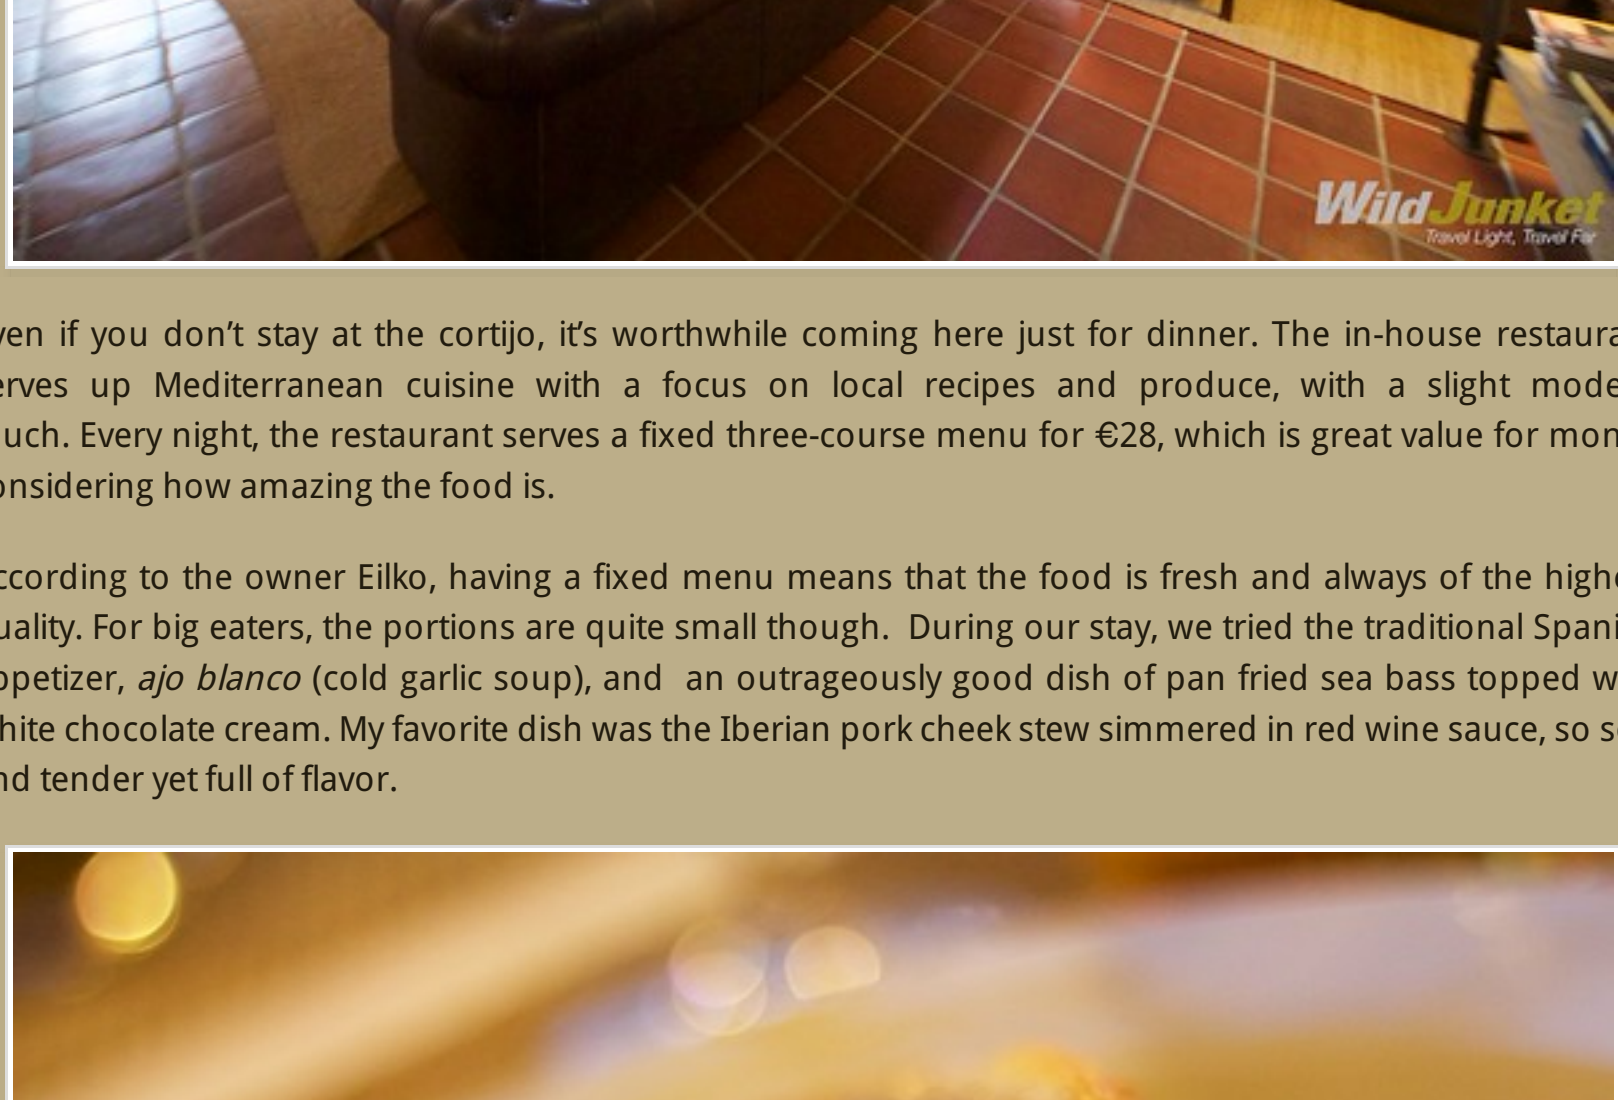 WildJunket
Travel Light, Travel Far
ven if you don’t stay at the cortijo, it’s worthwhile coming here just for dinner. The in-house restaura
erves up Mediterranean cuisine with a focus on local recipes and produce, with a slight mode
uch. Every night, the restaurant serves a fixed three-course menu for €28, which is great value for mon
onsidering how amazing the food is.
ccording to the owner Eilko, having a fixed menu means that the food is fresh and always of the highe
uality. For big eaters, the portions are quite small though. During our stay, we tried the traditional Spani
ppetizer, ajo blanco (cold garlic soup), and an outrageously good dish of pan fried sea bass topped w
hite chocolate cream. My favorite dish was the Iberian pork cheek stew simmered in red wine sauce, so s
nd tender yet full of flavor.